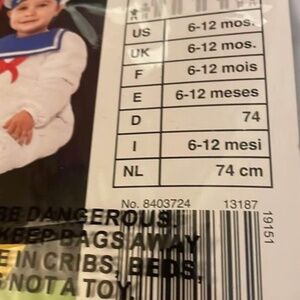 US 6-12 mos.
UK 6-12 mos.
F 6-12 mois
E 6-12 meses
D 74
I 6-12 mesi
NL 74 cm
No. 8403724 13187
19151
BE DANGEROUS.
KEEP BAGS AWAY
E IN CRIBS, BEDS,
NOT A TOY.